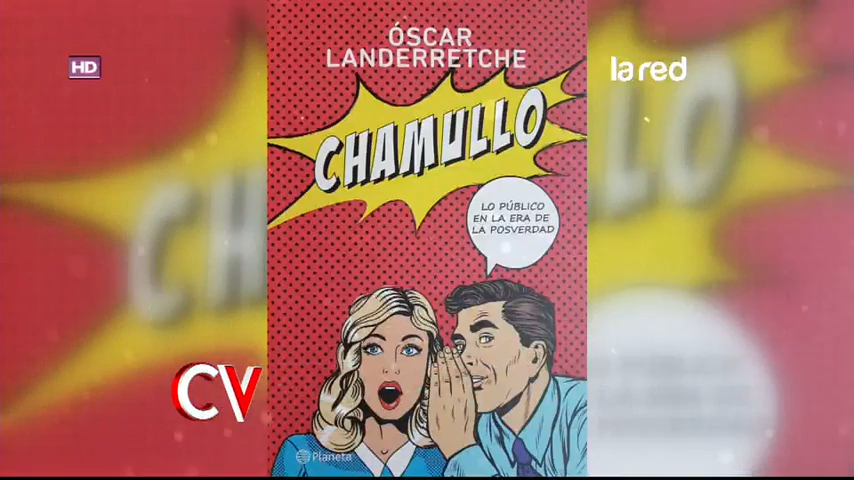 HD
ÓSCAR
LANDERRETCHE
la red
CHAMULLO
LO PÚBLICO
EN LA ERA DE
LA POSVERDAD
CV
Planeta